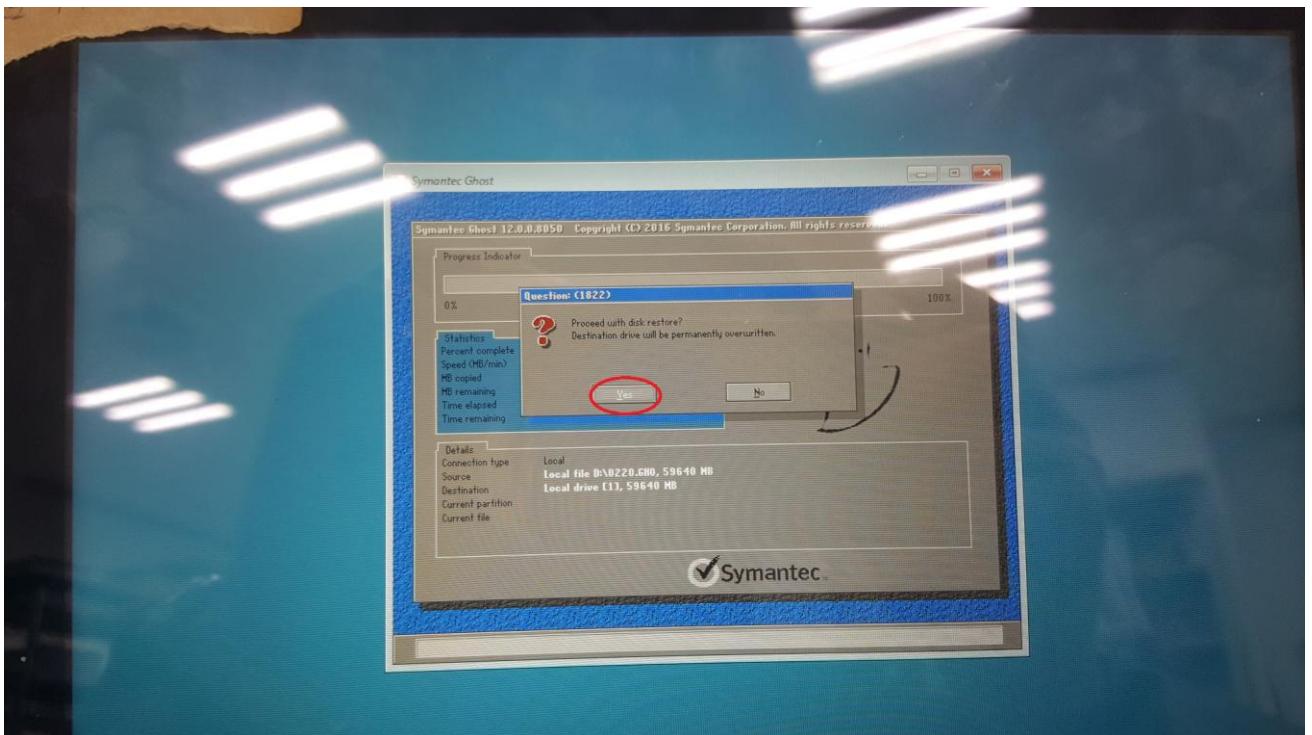 Symantec Ghost
Symantec Ghost 12.0.0.8050 Copyright (C) 2016 Symantec Corporation. All rights
Progress Indicator
0% 100%
Question: (1822)
Proceed with disk restore?
Destination drive will be permanently overwritten.
Yes No
Statistics
Percent complete
Speed (MB/min)
MB copied
MB remaining
Time elapsed
Time remaining
Details
Connection type Local
Source Local file D:\0220.GHO, 59640 MB
Destination Local drive [1], 59640 MB
Current partition
Current file
Symantec